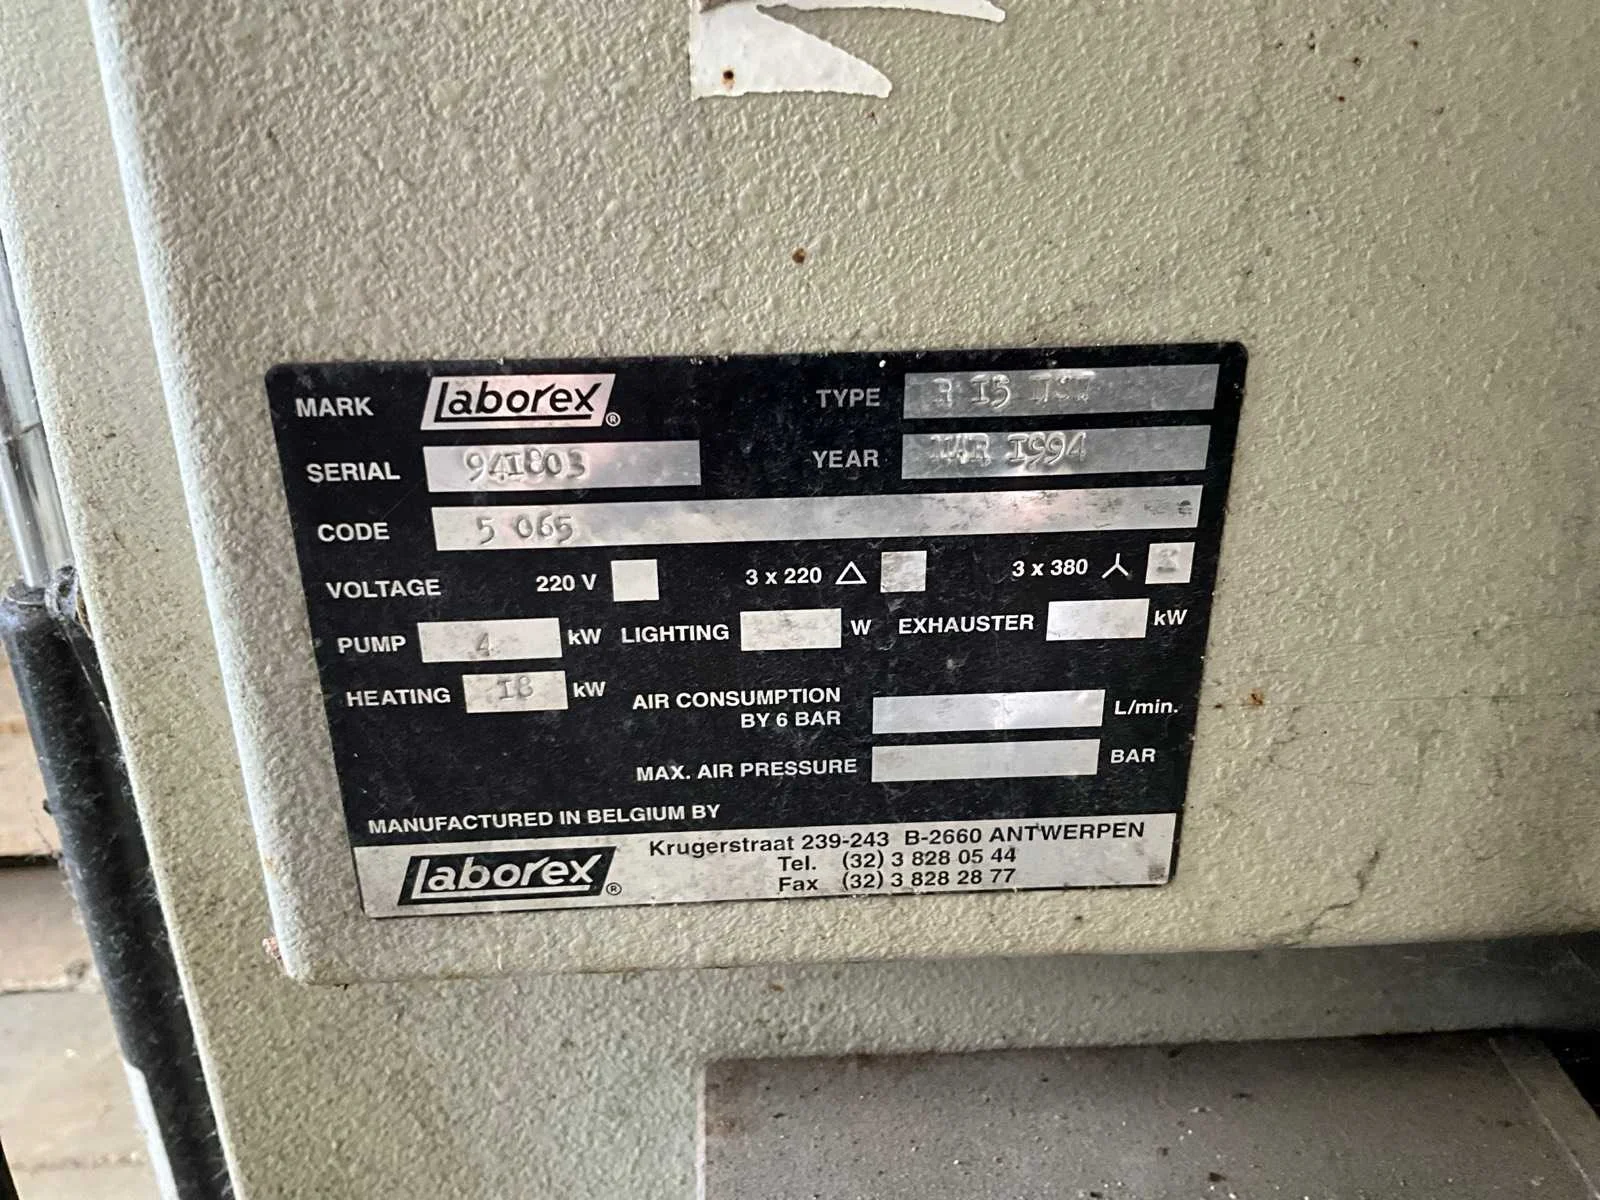 MARK Laborex ® TYPE R 15
SERIAL 941803 YEAR MAR 1994
CODE 5 065
VOLTAGE 220 V 3 x 220 △ 3 x 380
PUMP 4 kW LIGHTING W EXHAUSTER kW
HEATING 18 kW AIR CONSUMPTION BY 6 BAR L/min.
MAX. AIR PRESSURE BAR
MANUFACTURED IN BELGIUM BY
Laborex ® Krugerstraat 239-243 B-2660 ANTWERPEN
Tel. (32) 3 828 05 44
Fax (32) 3 828 28 77